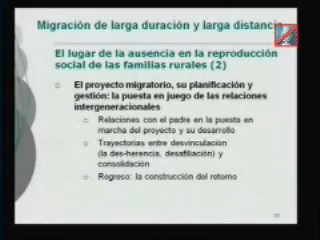 Migración de larga duración y larga distancia
El lugar de la ausencia en la reproducción
social de las familias rurales (2)
El proyecto migratorio, su planificación y
gestión: la puesta en juego de las relaciones
intergeneracionales
Relaciones con el padre en la puesta en
marcha del proyecto y su desarrollo
Trayectorias entre desvinculación
(la des-herencia, desafiliación) y
consolidación
Regreso: la construcción del retorno